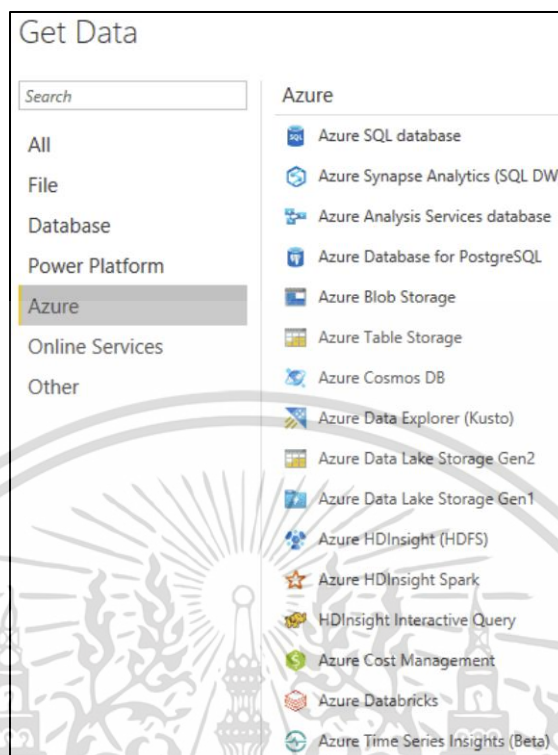 Get Data
Search
All
File
Database
Power Platform
Azure
Online Services
Other
Azure
Azure SQL database
Azure Synapse Analytics (SQL DW
Azure Analysis Services database
Azure Database for PostgreSQL
Azure Blob Storage
Azure Table Storage
Azure Cosmos DB
Azure Data Explorer (Kusto)
Azure Data Lake Storage Gen2
Azure Data Lake Storage Gen1
Azure HDInsight (HDFS)
Azure HDInsight Spark
HDInsight Interactive Query
Azure Cost Management
Azure Databricks
Azure Time Series Insights (Beta)